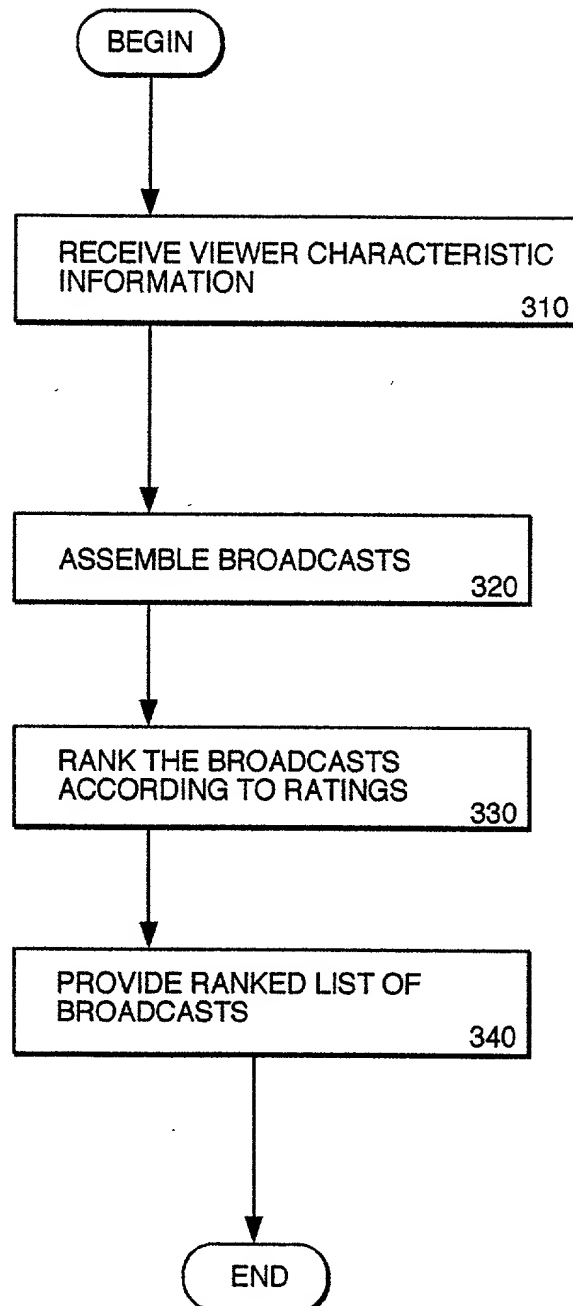 BEGIN
RECEIVE VIEWER CHARACTERISTIC
INFORMATION
310
ASSEMBLE BROADCASTS
320
RANK THE BROADCASTS
ACCORDING TO RATINGS
330
PROVIDE RANKED LIST OF
BROADCASTS
340
END